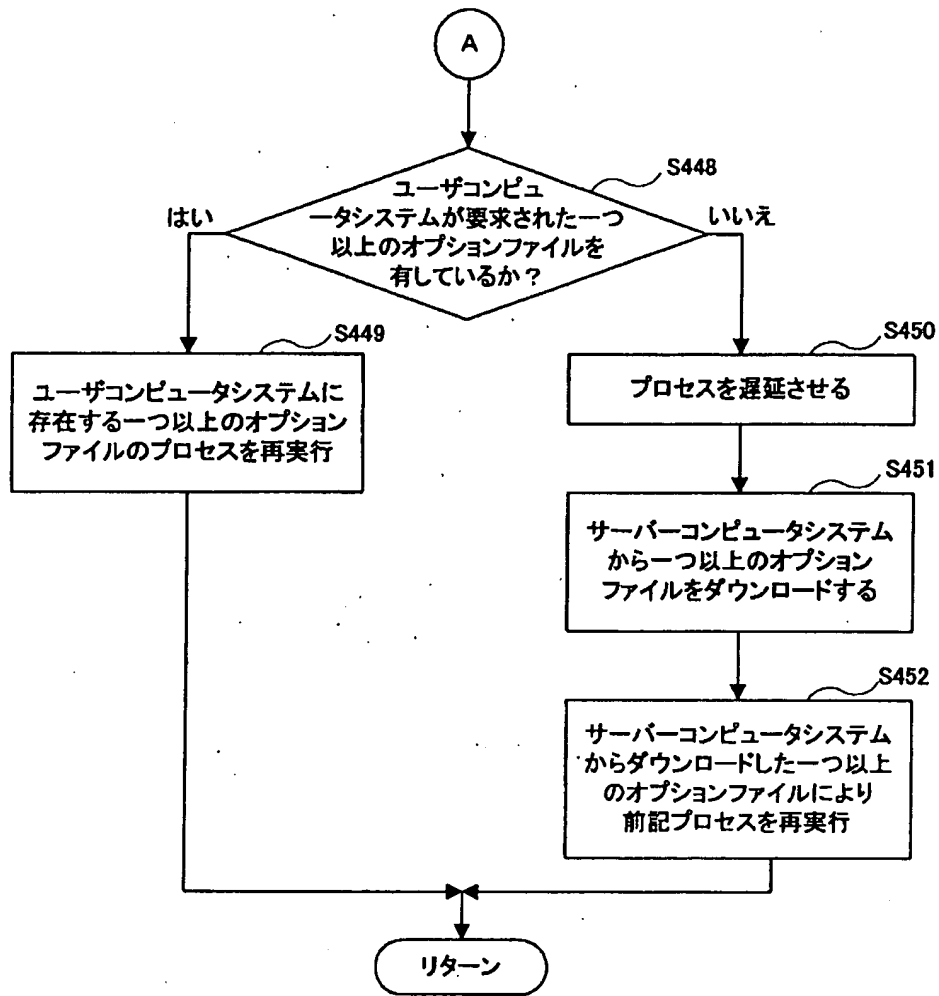 A
S448
ユーザコンピュ
ータシステムが要求された一つ
以上のオプションファイルを
有しているか？
はい
いいえ
S449
ユーザコンピュータシステムに
存在する一つ以上のオプション
ファイルのプロセスを再実行
S450
プロセスを遅延させる
S451
サーバーコンピュータシステム
から一つ以上のオプション
ファイルをダウンロードする
S452
サーバーコンピュータシステム
からダウンロードした一つ以上
のオプションファイルにより
前記プロセスを再実行
リターン